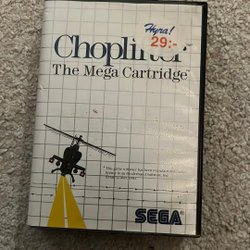 Hyra!
29:-
Choplifter
The Mega Cartridge
SEGA